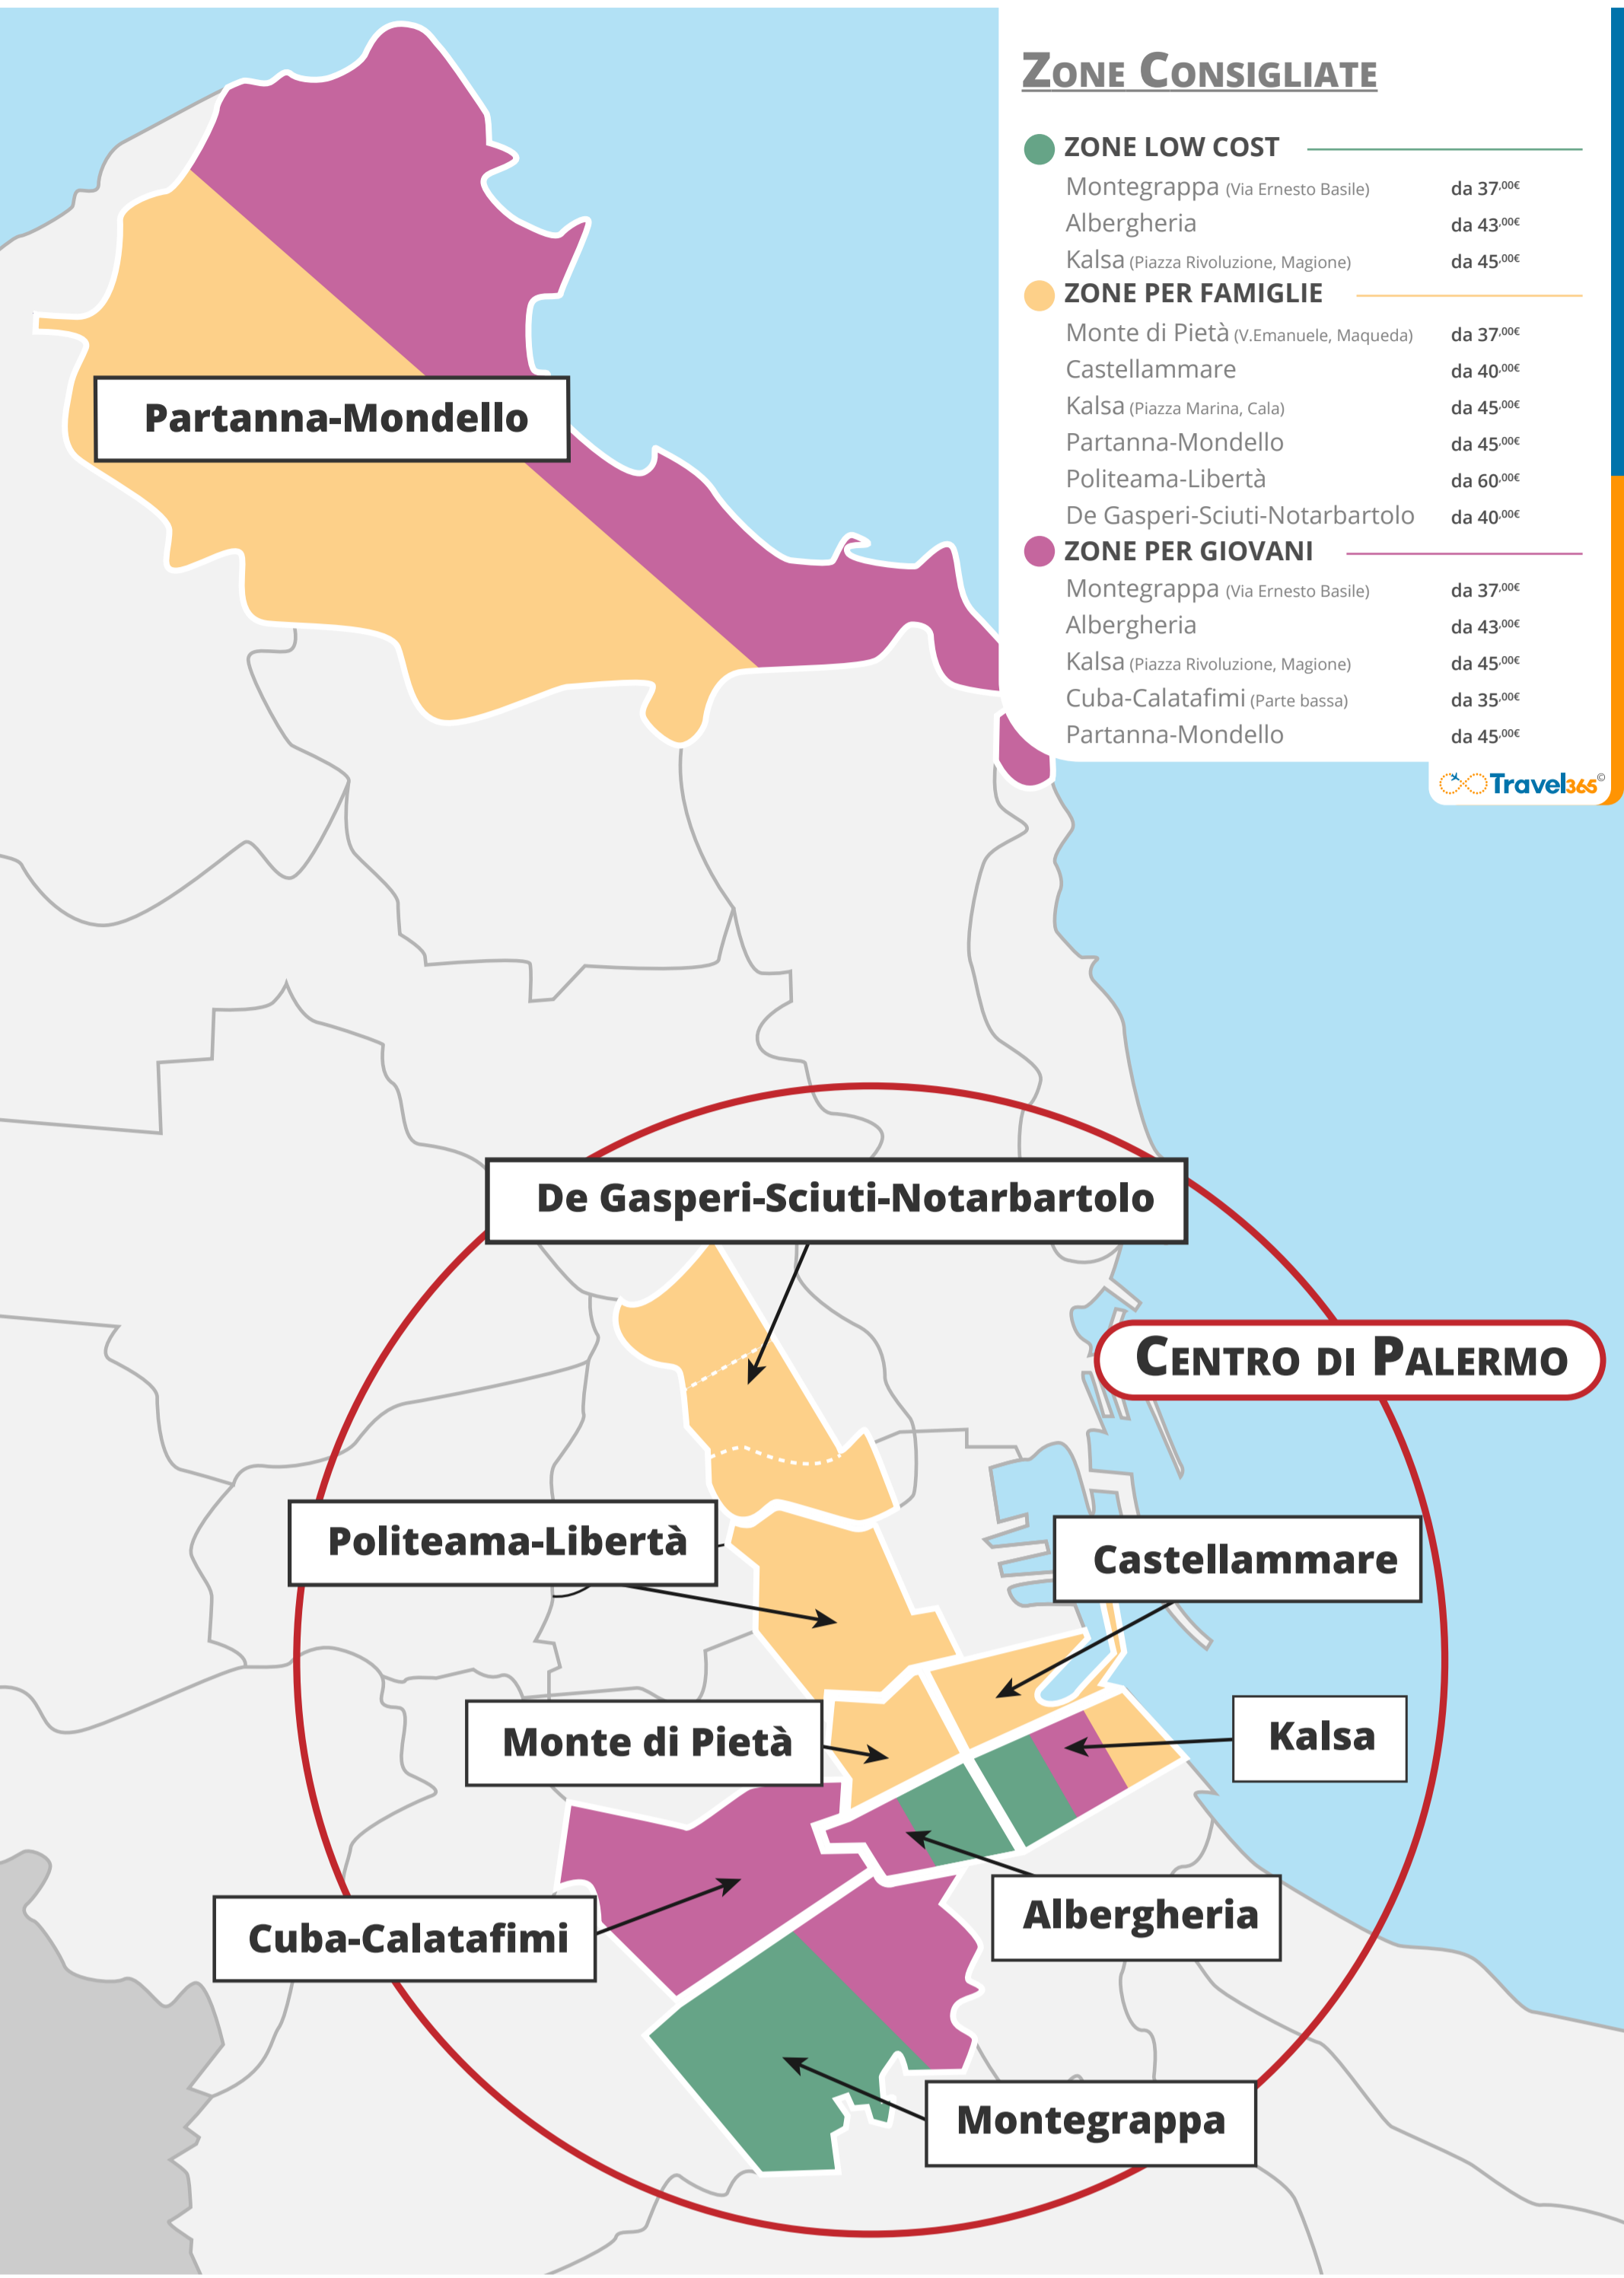 Zone Consigliate
ZONE LOW COST
Montegrappa (Via Ernesto Basile) da 37,00€
Albergheria da 43,00€
Kalsa (Piazza Rivoluzione, Magione) da 45,00€
ZONE PER FAMIGLIE
Monte di Pietà (V.Emanuele, Maqueda) da 37,00€
Castellammare da 40,00€
Kalsa (Piazza Marina, Cala) da 45,00€
Partanna-Mondello da 45,00€
Politeama-Libertà da 60,00€
De Gasperi-Sciuti-Notarbartolo da 40,00€
ZONE PER GIOVANI
Montegrappa (Via Ernesto Basile) da 37,00€
Albergheria da 43,00€
Kalsa (Piazza Rivoluzione, Magione) da 45,00€
Cuba-Calatafimi (Parte bassa) da 35,00€
Partanna-Mondello da 45,00€
Travel365©
Partanna-Mondello
De Gasperi-Sciuti-Notarbartolo
Centro di Palermo
Politeama-Libertà
Castellammare
Monte di Pietà
Kalsa
Albergheria
Cuba-Calatafimi
Montegrappa